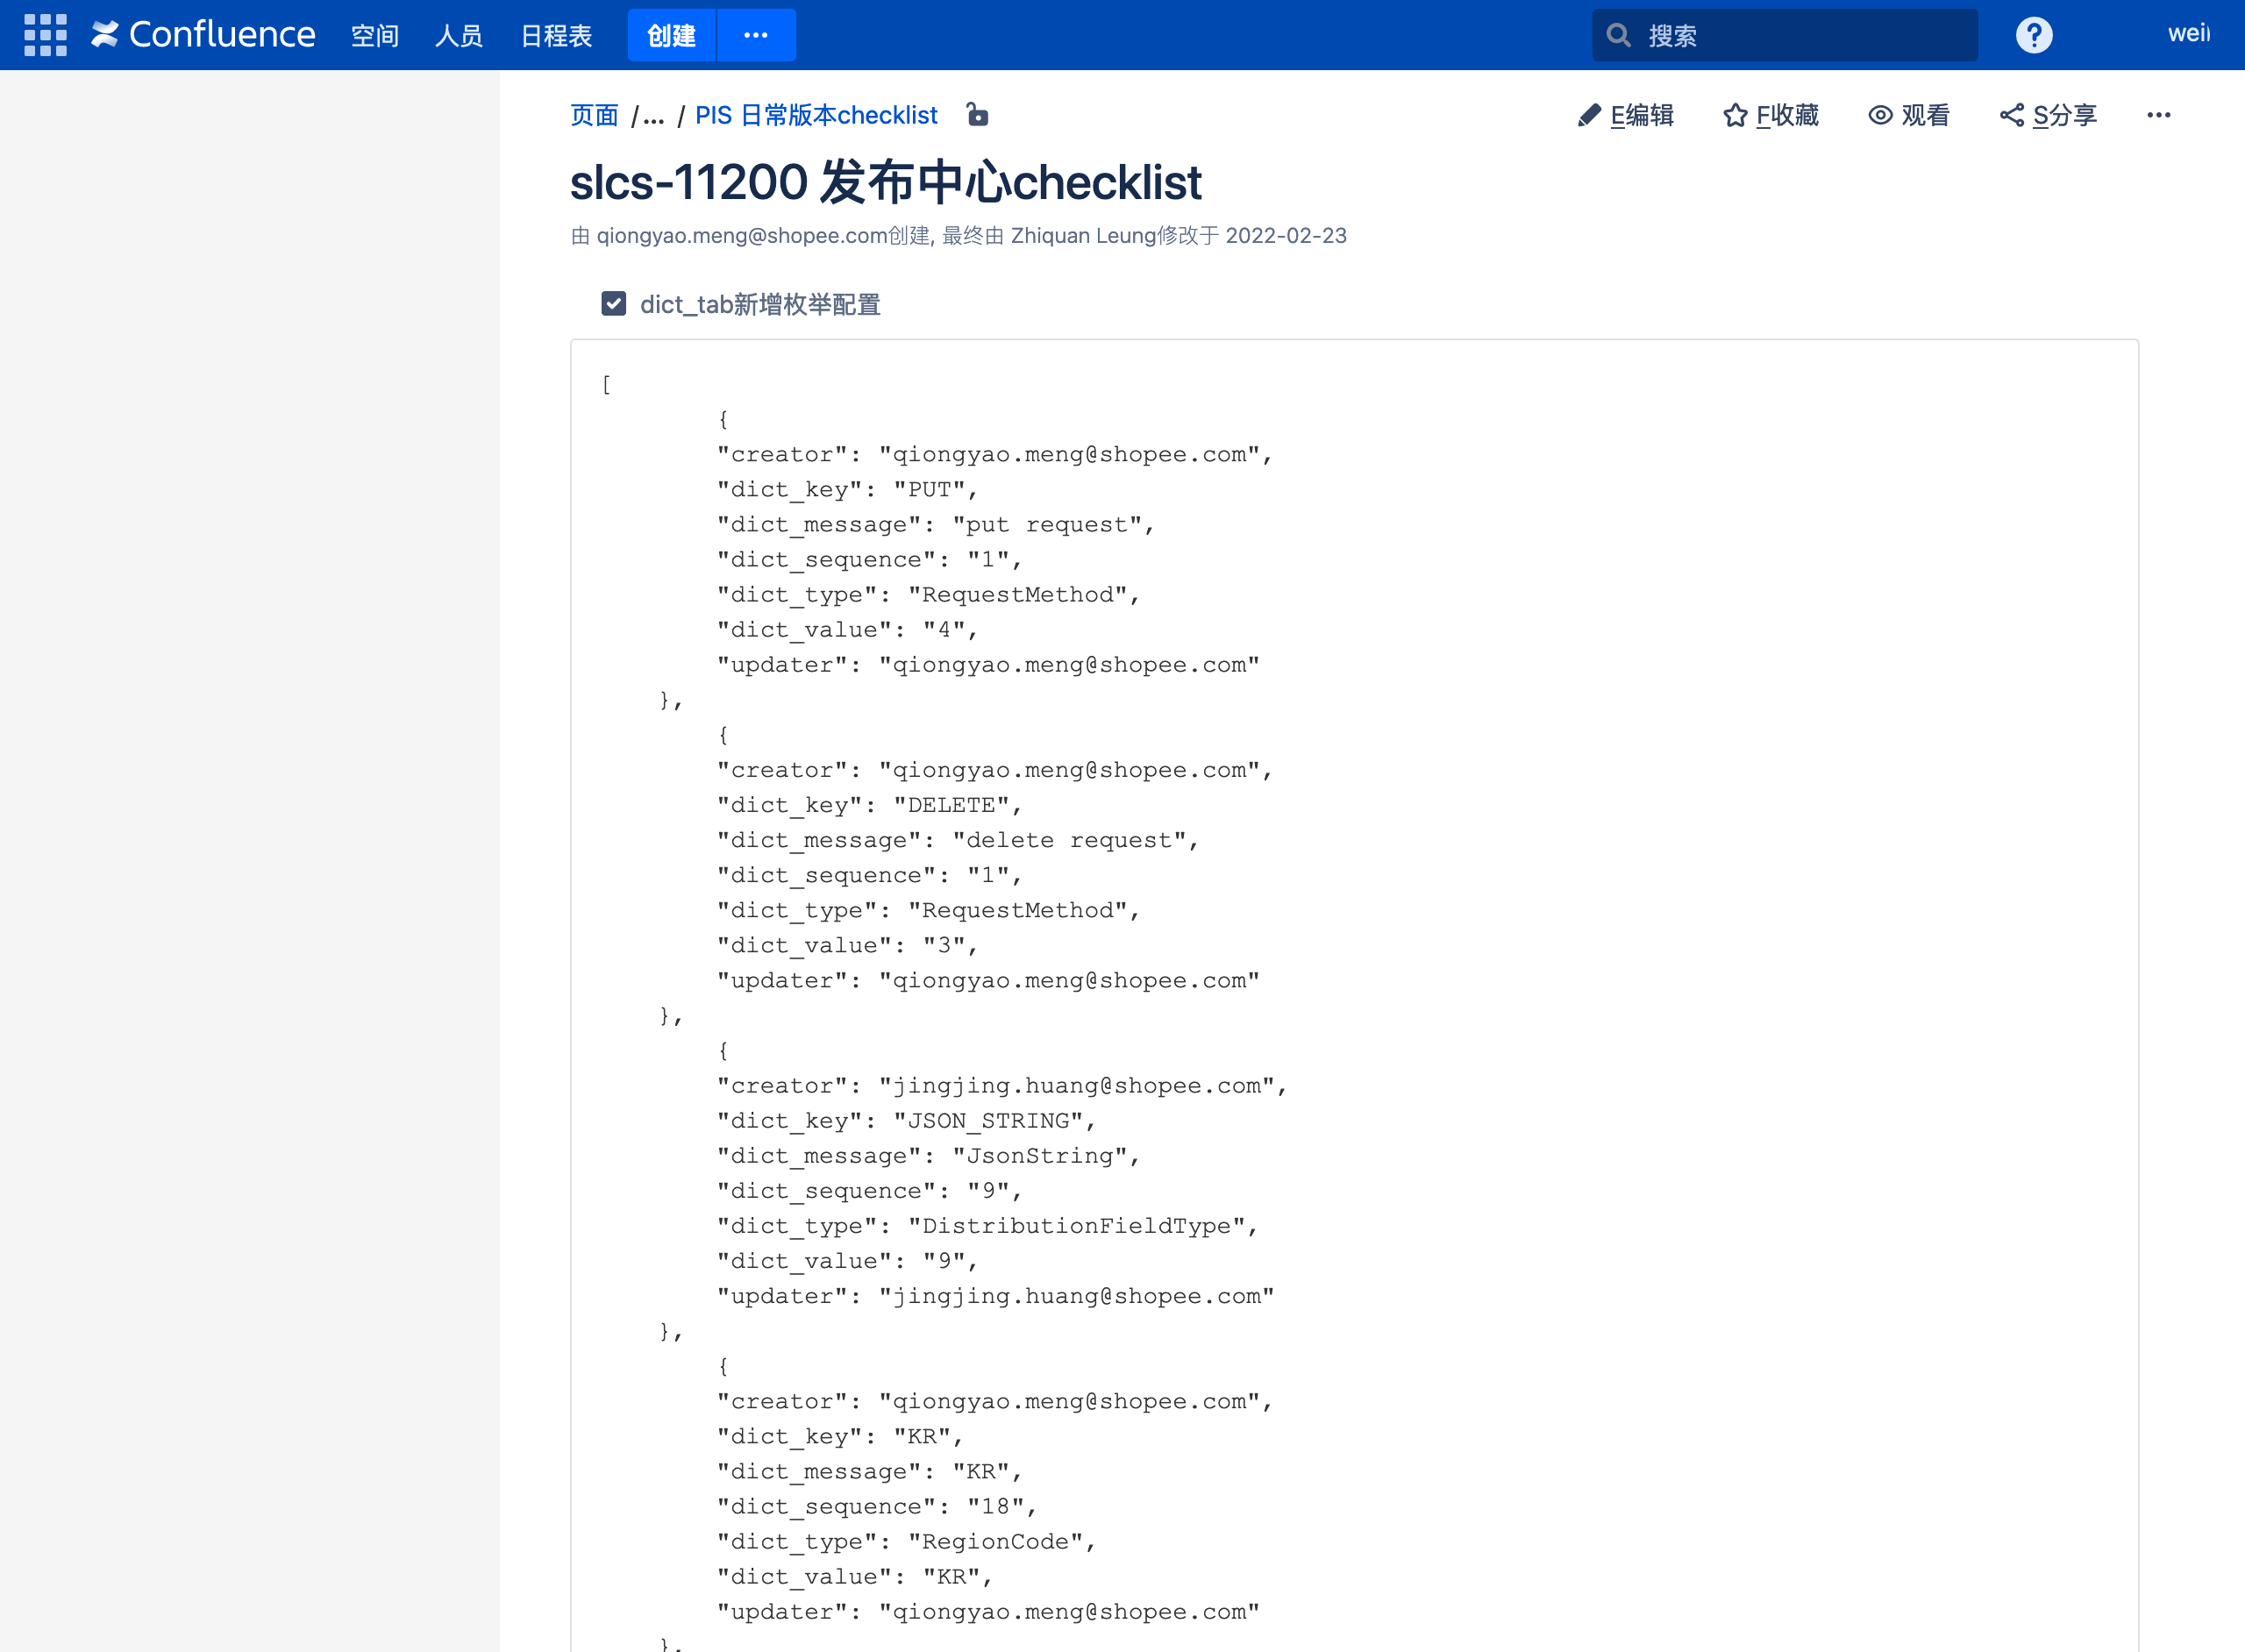 Confluence 空间 人员 日程表 创建 ··· 搜索 ?
页面 /... / PIS 日常版本checklist E编辑 F收藏 观看 S分享 ···
slcs-11200 发布中心checklist
由 qiongyao.meng@shopee.com创建, 最终由 Zhiquan Leung修改于 2022-02-23
dict_tab新增枚举配置
[
{
"creator": "qiongyao.meng@shopee.com",
"dict_key": "PUT",
"dict_message": "put request",
"dict_sequence": "1",
"dict_type": "RequestMethod",
"dict_value": "4",
"updater": "qiongyao.meng@shopee.com"
},
{
"creator": "qiongyao.meng@shopee.com",
"dict_key": "DELETE",
"dict_message": "delete request",
"dict_sequence": "1",
"dict_type": "RequestMethod",
"dict_value": "3",
"updater": "qiongyao.meng@shopee.com"
},
{
"creator": "jingjing.huang@shopee.com",
"dict_key": "JSON_STRING",
"dict_message": "JsonString",
"dict_sequence": "9",
"dict_type": "DistributionFieldType",
"dict_value": "9",
"updater": "jingjing.huang@shopee.com"
},
{
"creator": "qiongyao.meng@shopee.com",
"dict_key": "KR",
"dict_message": "KR",
"dict_sequence": "18",
"dict_type": "RegionCode",
"dict_value": "KR",
"updater": "qiongyao.meng@shopee.com"
},